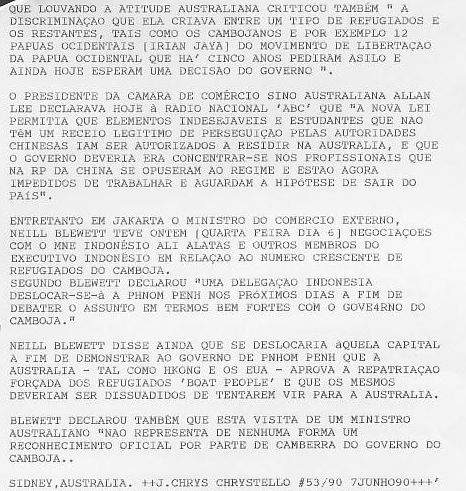 QUE LOUVANDO A ATITUDE AUSTRALIANA CRITICOU TAMBÉM " A
DISCRIMINAÇAO QUE ELA CRIAVA ENTRE UM TIPO DE REFUGIADOS E
OS RESTANTES, TAIS COMO OS CAMBOJANOS E POR EXEMPLO 12
PAPUAS OCIDENTAIS [IRIAN JAYA] DO MOVIMENTO DE LIBERTAÇAO
DA PAPUA OCIDENTAL QUE HA' CINCO ANOS PEDIRAM ASILO E
AINDA HOJE ESPERAM UMA DECISAO DO GOVERNO ".

O PRESIDENTE DA CAMARA DE COMÉRCIO SINO AUSTRALIANA ALLAN
LEE DECLARAVA HOJE à RADIO NACIONAL 'ABC' QUE "A NOVA LEI
PERMITIA QUE ELEMENTOS INDESEJAVEIS E ESTUDANTES QUE NAO
TêM UM RECEIO LEGITIMO DE PERSEGUIÇAO PELAS AUTORIDADES
CHINESAS IAM SER AUTORIZADOS A RESIDIR NA AUSTRALIA, E QUE
O GOVERNO DEVERIA ERA CONCENTRAR-SE NOS PROFISSIONAIS QUE
NA RP DA CHINA SE OPUSERAM AO REGIME E ESTAO AGORA
IMPEDIDOS DE TRABALHAR E AGUARDAM A HIPóTESE DE SAIR DO
PAíS".

ENTRETANTO EM JAKARTA O MINISTRO DO COMERCIO EXTERNO,
NEILL BLEWETT TEVE ONTEM [QUARTA FEIRA DIA 6] NEGOCIAÇOES
COM O MNE INDONÉSIO ALI ALATAS E OUTROS MEMBROS DO
EXECUTIVO INDONÉSIO EM RELAÇAO AO NUMERO CRESCENTE DE
REFUGIADOS DO CAMBOJA.
SEGUNDO BLEWETT DECLAROU "UMA DELEGAÇAO INDONESIA
DESLOCAR-SE-à A PHNOM PENH NOS PRóXIMOS DIAS A FIM DE
DEBATER O ASSUNTO EM TERMOS BEM FORTES COM O GOVE4RNO DO
CAMBOJA."

NEILL BLEWETT DISSE AINDA QUE SE DESLOCARIA àQUELA CAPITAL
A FIM DE DEMONSTRAR AO GOVERNO DE PNHOM PENH QUE A
AUSTRALIA - TAL COMO HKONG E OS EUA - APROVA A REPATRIAÇAO
FORÇADA DOS REFUGIADOS 'BOAT PEOPLE' E QUE OS MESMOS
DEVERIAM SER DISSUADIDOS DE TENTAREM VIR PARA A AUSTRALIA.

BLEWETT DECLAROU TAMBÉM QUE ESTA VISITA DE UM MINISTRO
AUSTRALIANO "NAO REPRESENTA DE NENHUMA FORMA UM
RECONHECIMENTO OFICIAL POR PARTE DE CAMBERRA DO GOVERNO DO
CAMBOJA..

SIDNEY,AUSTRALIA. ++J.CHRYS CHRYSTELLO #53/90 7JUNHO90+++'